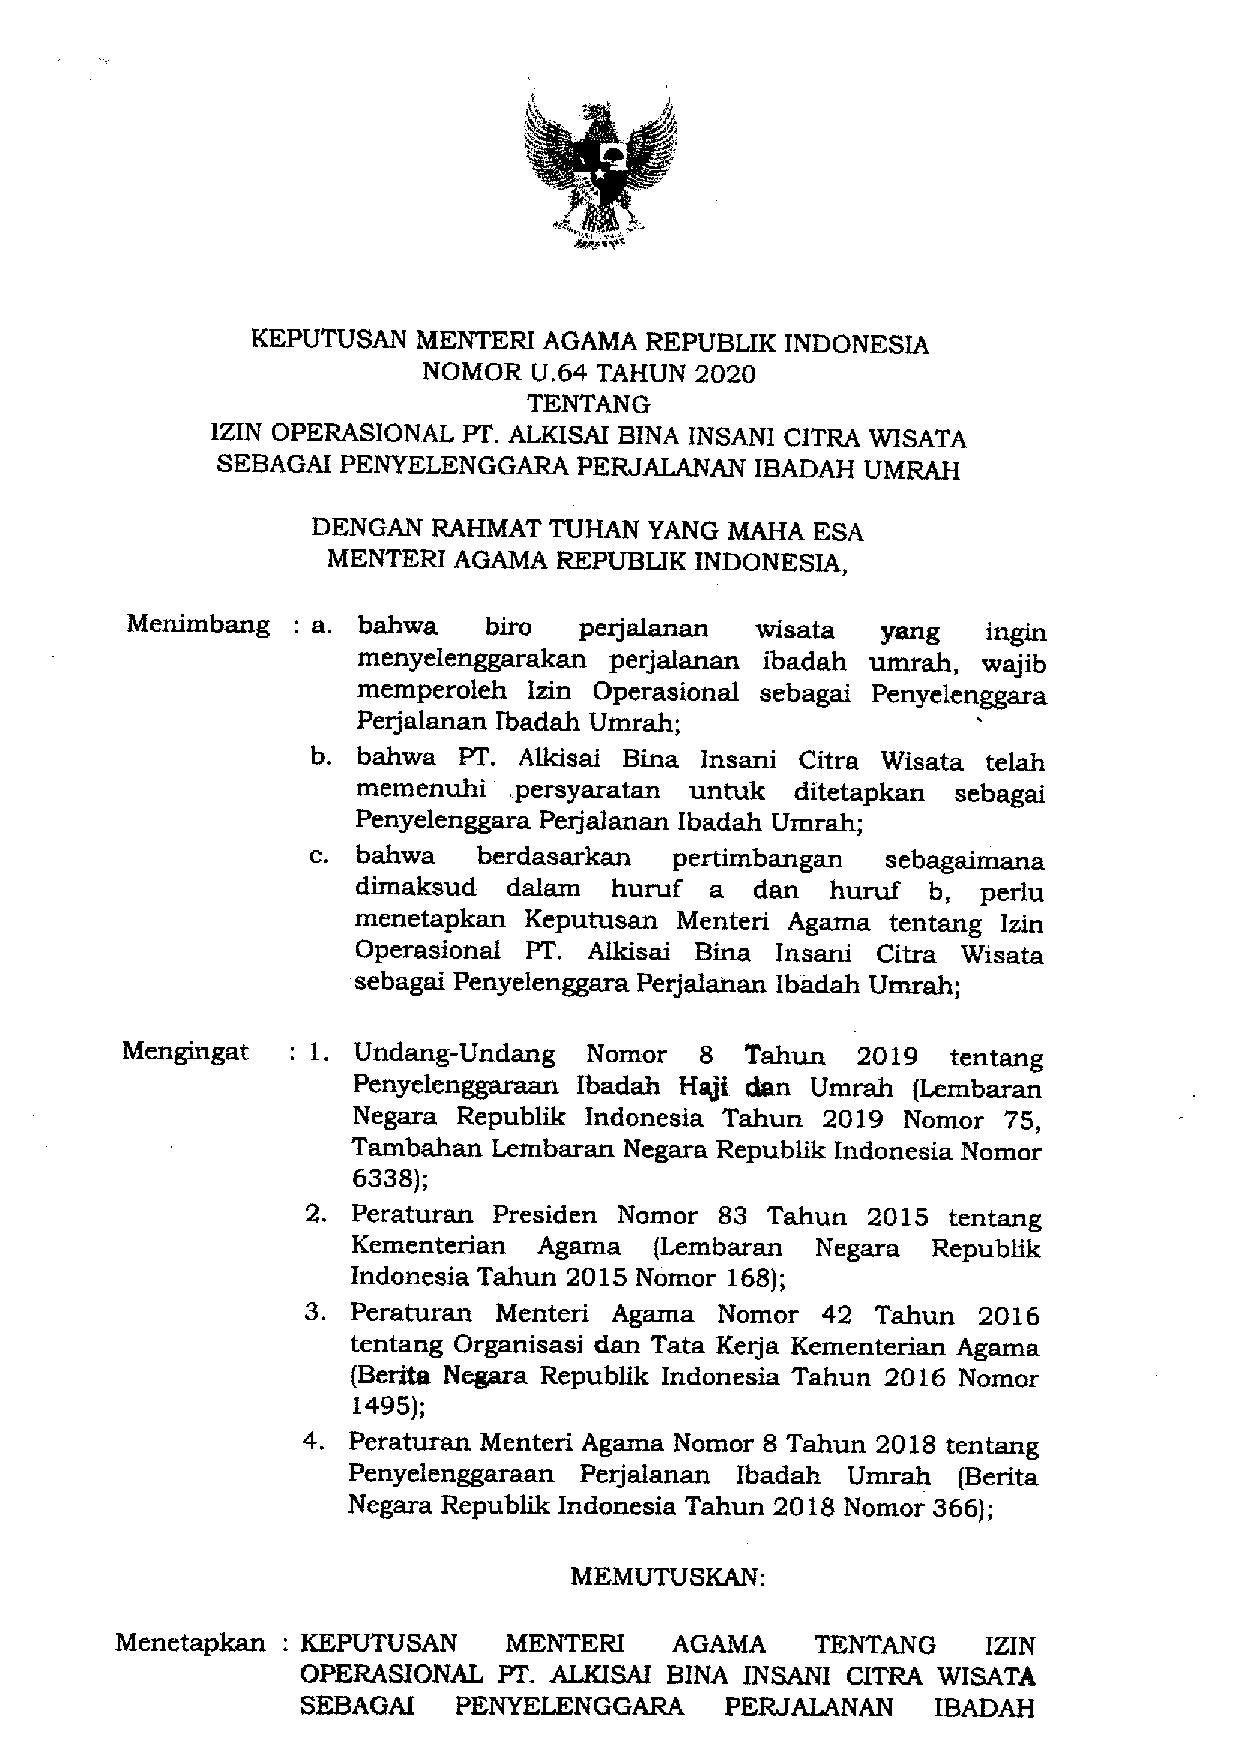 KEPUTUSAN MENTERI AGAMA REPUBLIK INDONESIA
NOMOR U.64 TAHUN 2020
TENTANG
IZIN OPERASIONAL PT. ALKISAI BINA INSANI CITRA WISATA
SEBAGAI PENYELENGGARA PERJALANAN IBADAH UMRAH
DENGAN RAHMAT TUHAN YANG MAHA ESA
MENTERI AGAMA REPUBLIK INDONESIA,
Menimbang : a. bahwa biro perjalanan wisata yang ingin
menyelenggarakan perjalanan ibadah umrah, wajib
memperoleh Izin Operasional sebagai Penyelenggara
Perjalanan Ibadah Umrah;
b. bahwa PT. Alkisai Bina Insani Citra Wisata telah
memenuhi persyaratan untuk ditetapkan sebagai
Penyelenggara Perjalanan Ibadah Umrah;
c. bahwa berdasarkan pertimbangan sebagaimana
dimaksud dalam huruf a dan huruf b, perlu
menetapkan Keputusan Menteri Agama tentang Izin
Operasional PT. Alkisai Bina Insani Citra Wisata
sebagai Penyelenggara Perjalanan Ibadah Umrah;
Mengingat : 1. Undang-Undang Nomor 8 Tahun 2019 tentang
Penyelenggaraan Ibadah Haji dan Umrah (Lembaran
Negara Republik Indonesia Tahun 2019 Nomor 75,
Tambahan Lembaran Negara Republik Indonesia Nomor
6338);
2. Peraturan Presiden Nomor 83 Tahun 2015 tentang
Kementerian Agama (Lembaran Negara Republik
Indonesia Tahun 2015 Nomor 168);
3. Peraturan Menteri Agama Nomor 42 Tahun 2016
tentang Organisasi dan Tata Kerja Kementerian Agama
(Berita Negara Republik Indonesia Tahun 2016 Nomor
1495);
4. Peraturan Menteri Agama Nomor 8 Tahun 2018 tentang
Penyelenggaraan Perjalanan Ibadah Umrah (Berita
Negara Republik Indonesia Tahun 2018 Nomor 366);
MEMUTUSKAN:
Menetapkan : KEPUTUSAN MENTERI AGAMA TENTANG IZIN
OPERASIONAL PT. ALKISAI BINA INSANI CITRA WISATA
SEBAGAI PENYELENGGARA PERJALANAN IBADAH